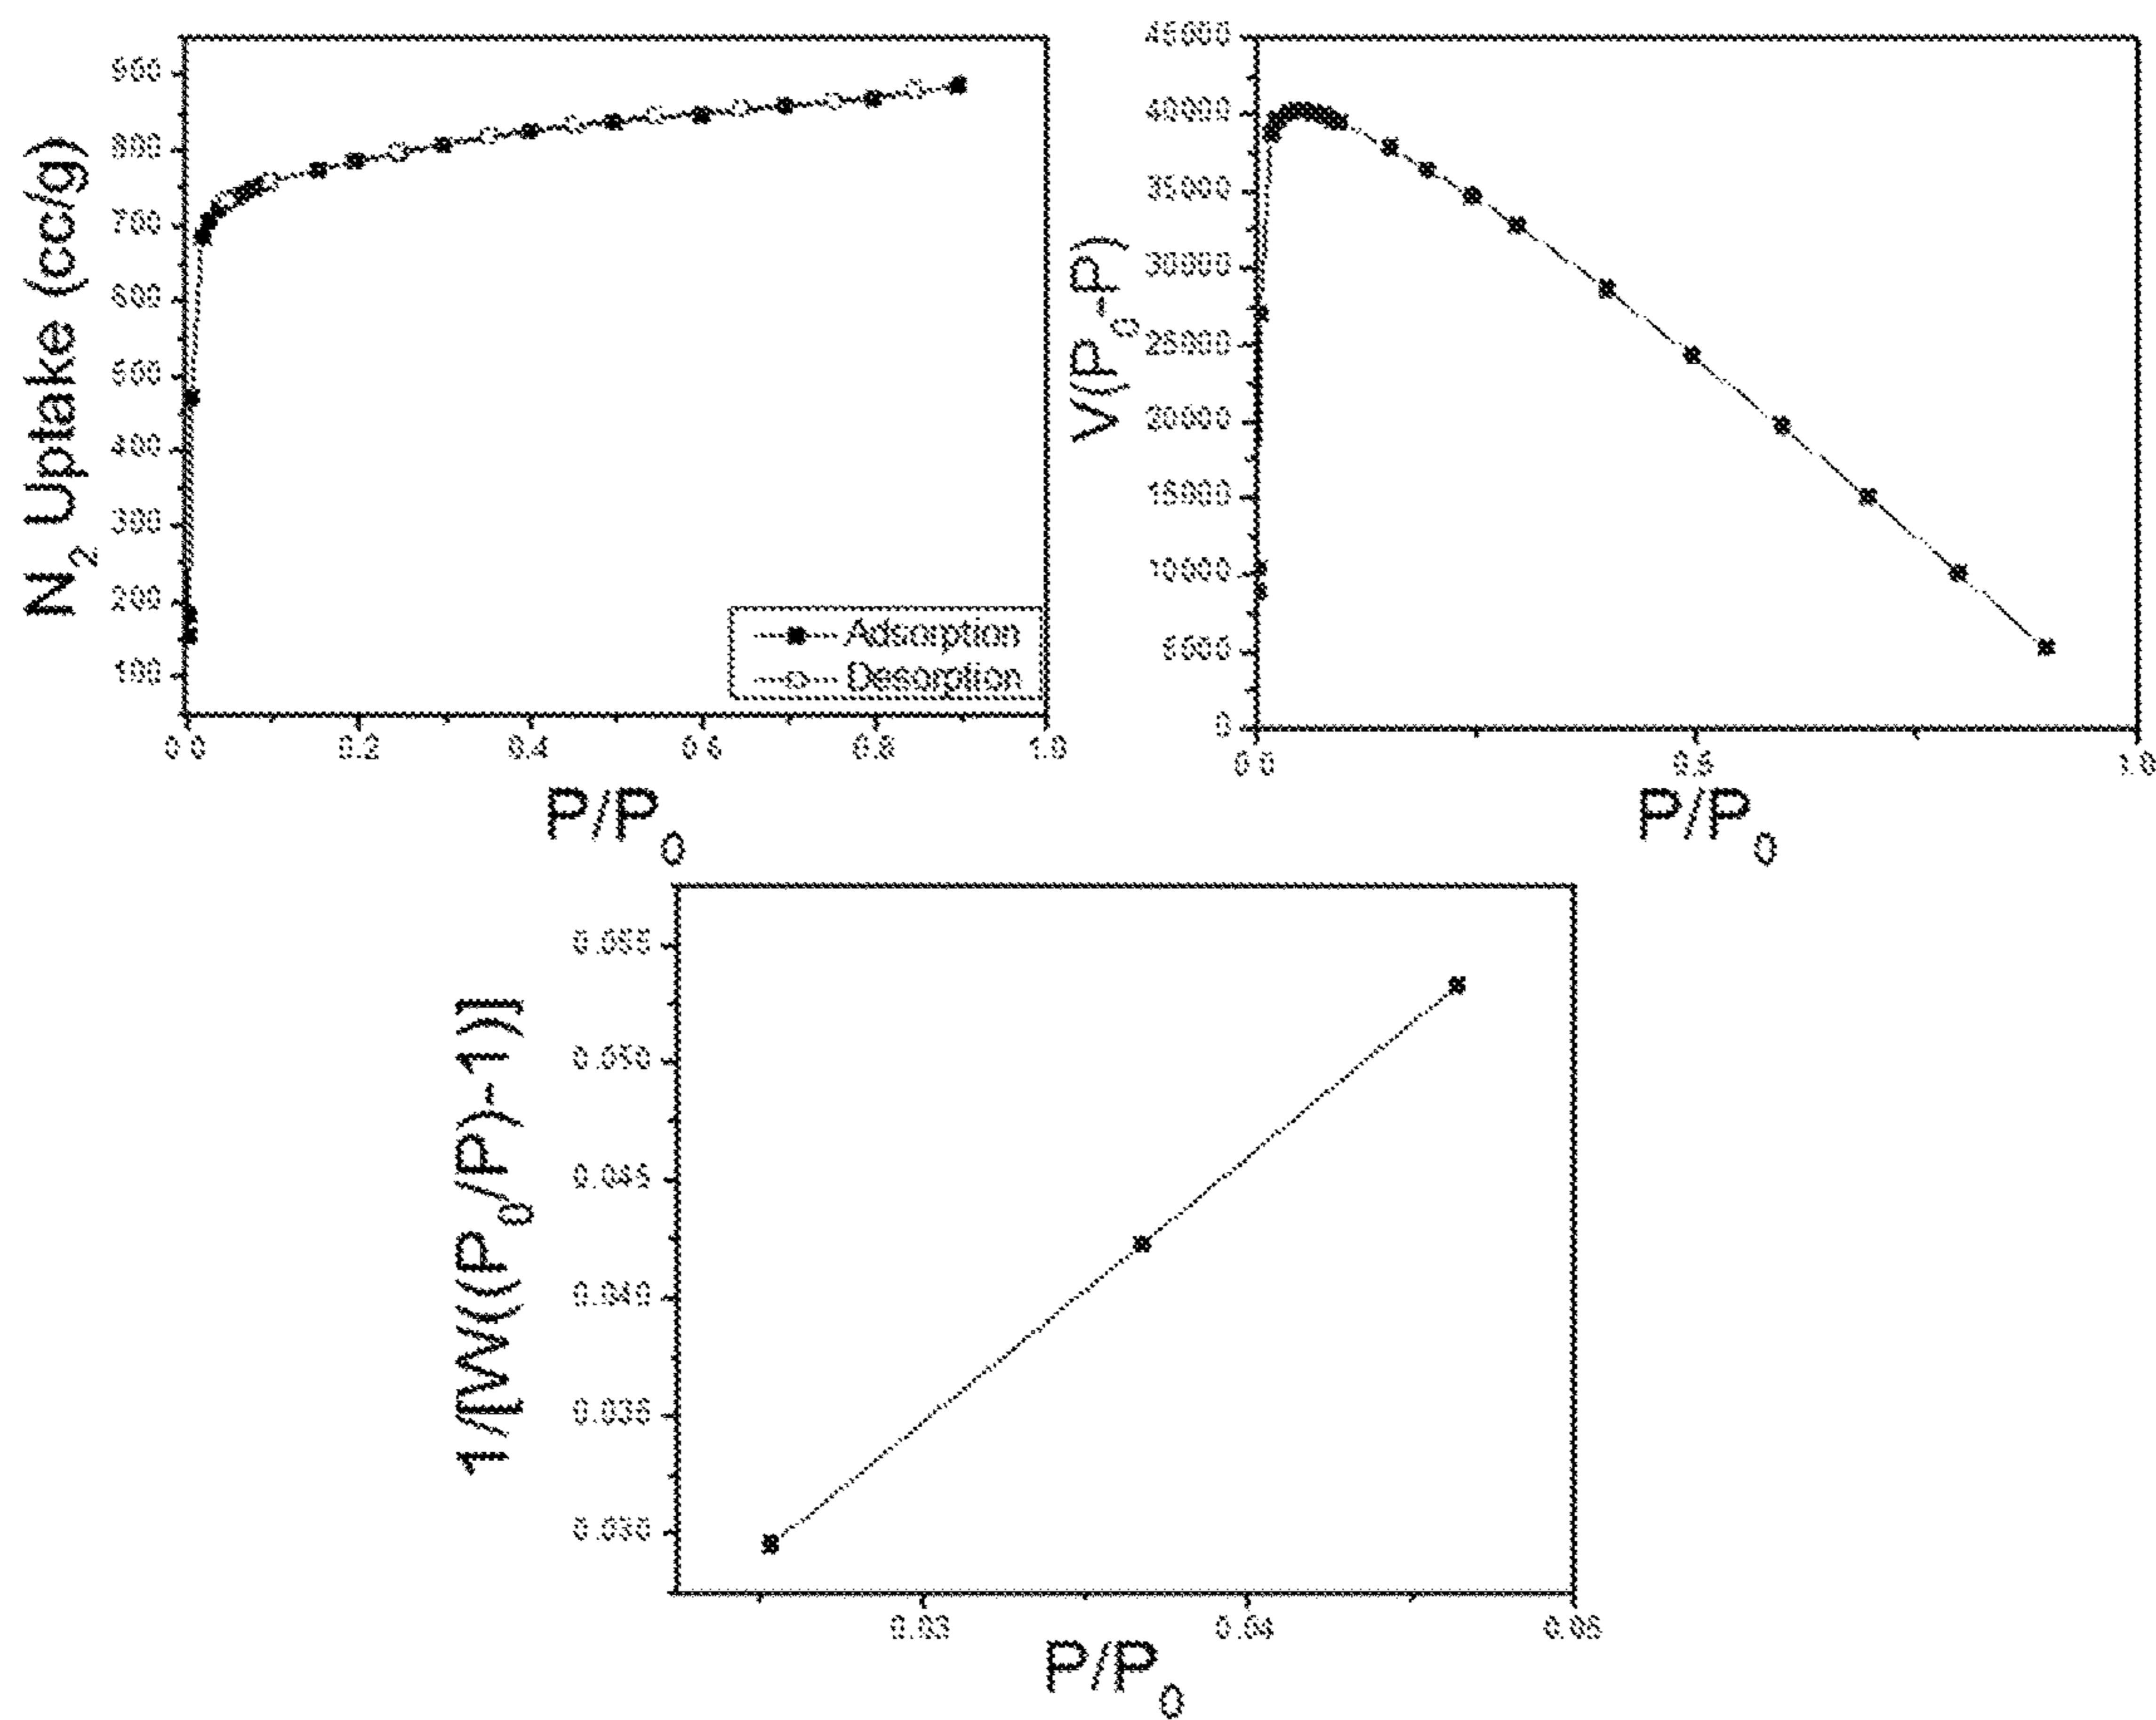 N2 Uptake (cc/g)
900
800
700
600
500
400
300
200
100
Adsorption
Desorption
0.0 0.2 0.4 0.6 0.8 1.0
P/P0
V(P0-P)
45000
40000
35000
30000
25000
20000
15000
10000
5000
0
0.0 0.5 1.0
P/P0
1/[W((P0/P)-1)]
0.055
0.050
0.045
0.040
0.035
0.030
0.03 0.04 0.05
P/P0